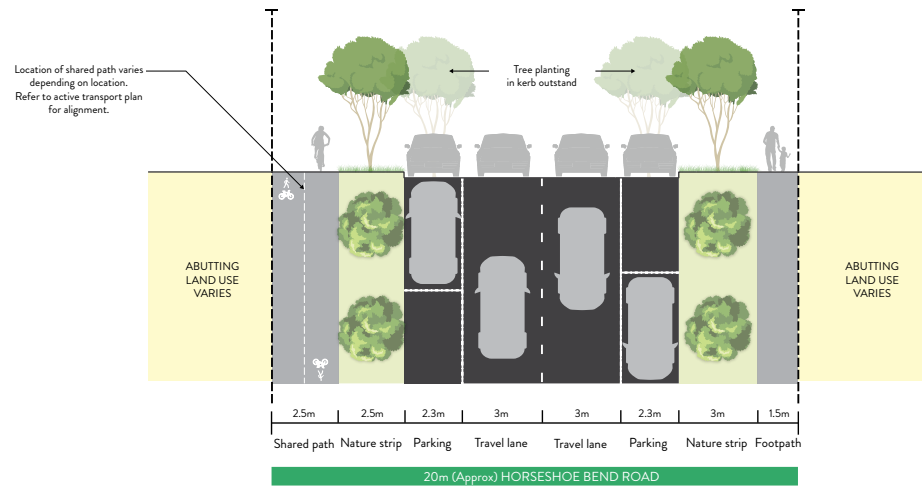 Location of shared path varies
depending on location.
Refer to active transport plan
for alignment.
Tree planting
in kerb outstand
ABUTTING
LAND USE
VARIES
ABUTTING
LAND USE
VARIES
2.5m 2.5m 2.3m 3m 3m 2.3m 3m 1.5m
Shared path Nature strip Parking Travel lane Travel lane Parking Nature strip Footpath
20m (Approx) HORSESHOE BEND ROAD